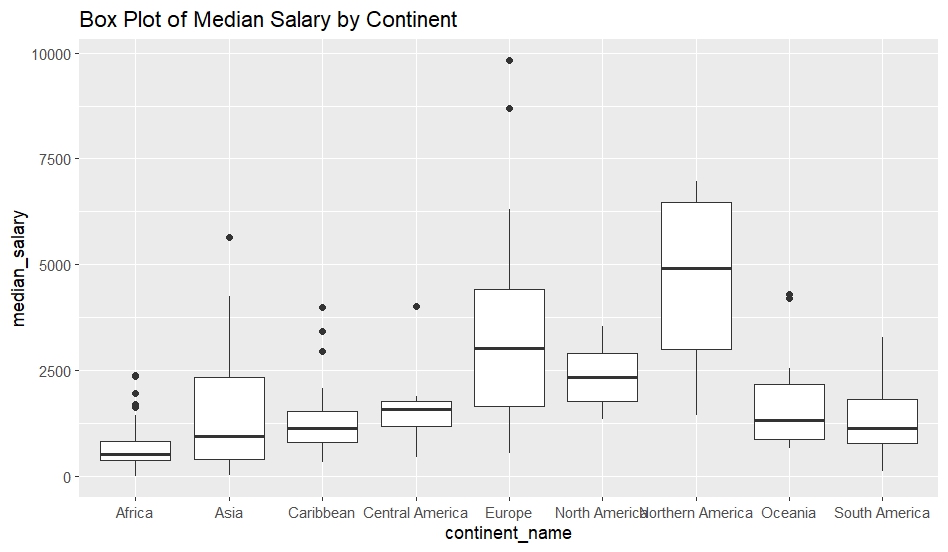 Box Plot of Median Salary by Continent
10000
7500
5000
2500
0
median_salary
Africa Asia Caribbean Central America Europe North America Northern America Oceania South America
continent_name